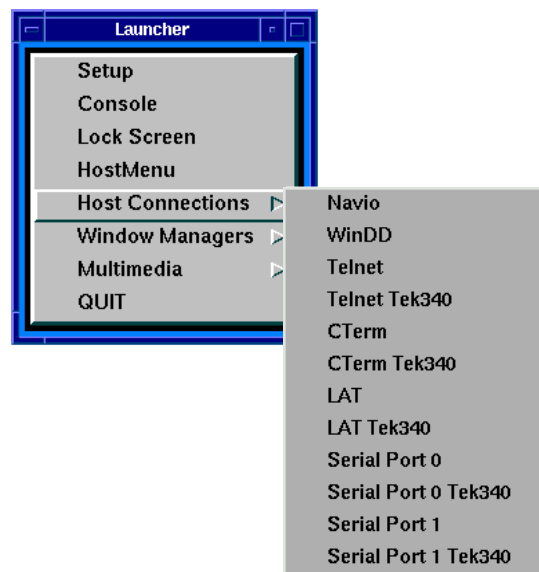 Launcher
Setup
Console
Lock Screen
HostMenu
Host Connections
Window Managers
Multimedia
QUIT
Navio
WinDD
Telnet
Telnet Tek340
CTerm
CTerm Tek340
LAT
LAT Tek340
Serial Port 0
Serial Port 0 Tek340
Serial Port 1
Serial Port 1 Tek340